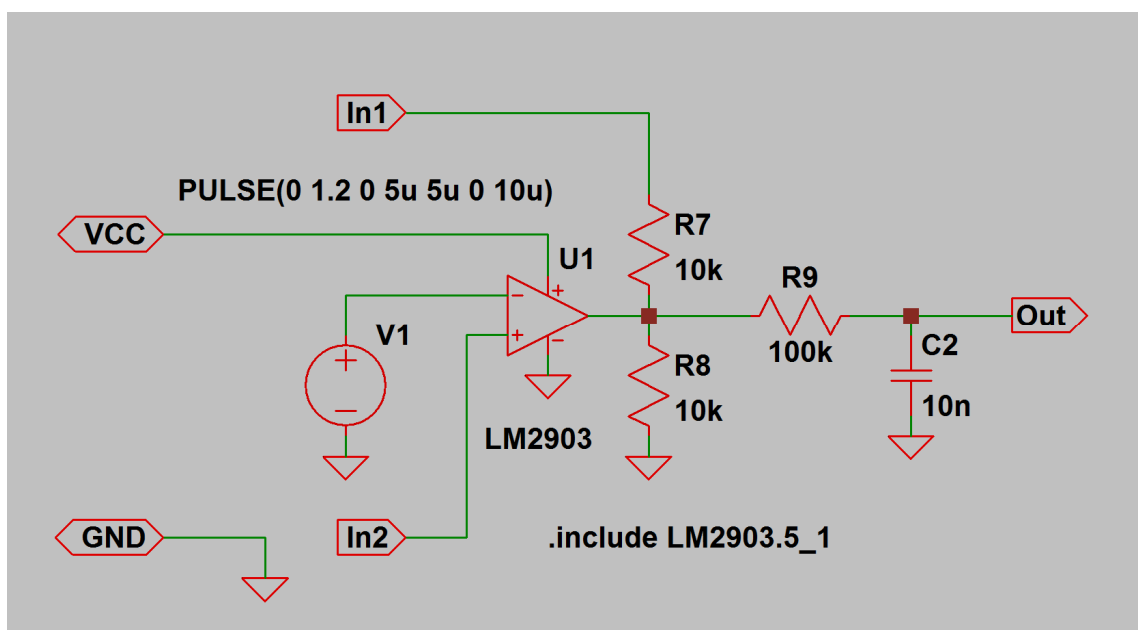 In1
PULSE(0 1.2 0 5u 5u 0 10u)
VCC
R7
10k
U1
+
−
+
−
R9
100k
Out
V1
+
−
R8
10k
C2
10n
LM2903
GND
In2
.include LM2903.5_1